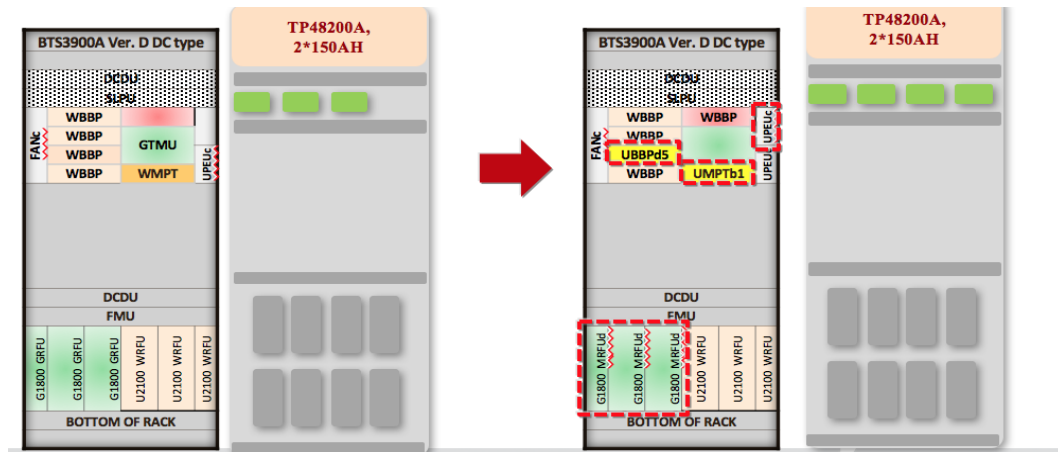 BTS3900A Ver. D DC type
DCDU
SLPU
WBBP
WBBP
WBBP
WBBP
GTMU
WMPT
FANc
UPEUc
DCDU
FMU
G1800 GRFU
G1800 GRFU
G1800 GRFU
U2100 WRFU
U2100 WRFU
U2100 WRFU
BOTTOM OF RACK
TP48200A,
2*150AH
BTS3900A Ver. D DC type
DCDU
SLPU
WBBP
WBBP
UBBPd5
WBBP
WBBP
UMPTb1
FANc
UPEUc
UPEUc
DCDU
FMU
G1800 MRFUd
G1800 MRFUd
G1800 MRFUd
U2100 WRFU
U2100 WRFU
U2100 WRFU
BOTTOM OF RACK
TP48200A,
2*150AH